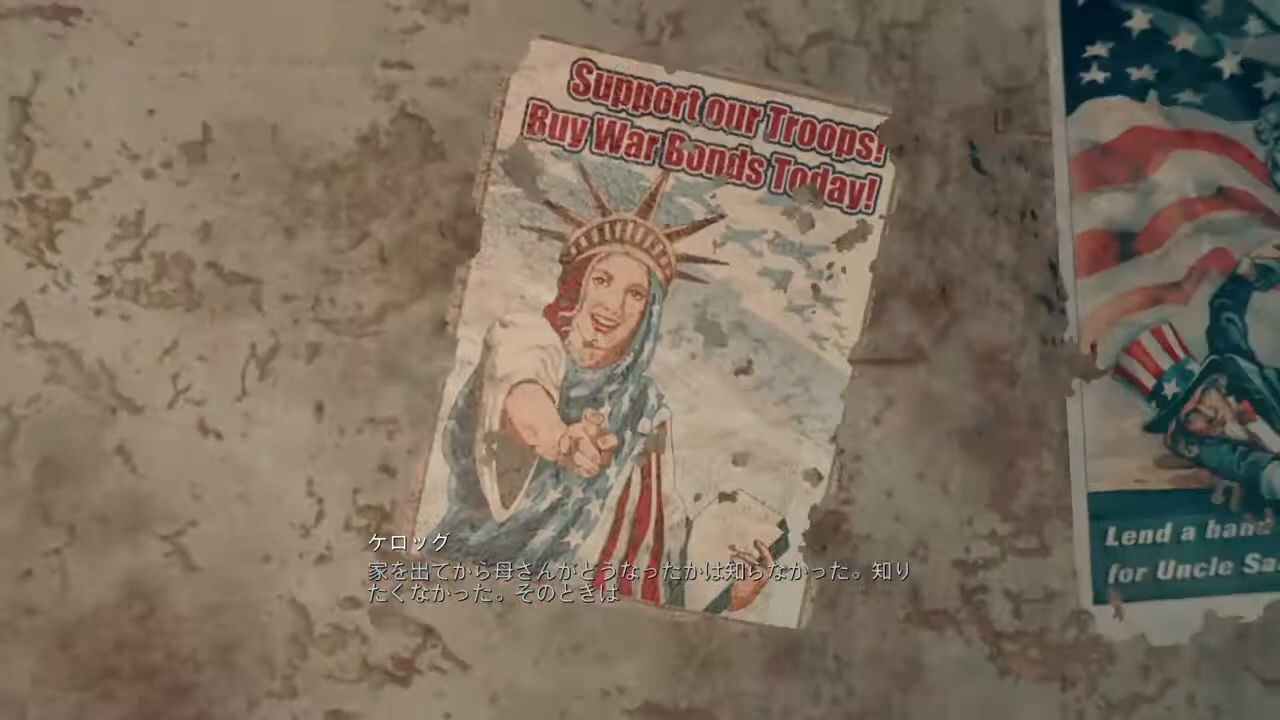 Support our Troops!
Buy War Bonds Today!
Lend a hand
for Uncle Sa
ケロッグ
家を出てから母さんがどうなったかは知らなかった。知り
たくなかった。そのときは